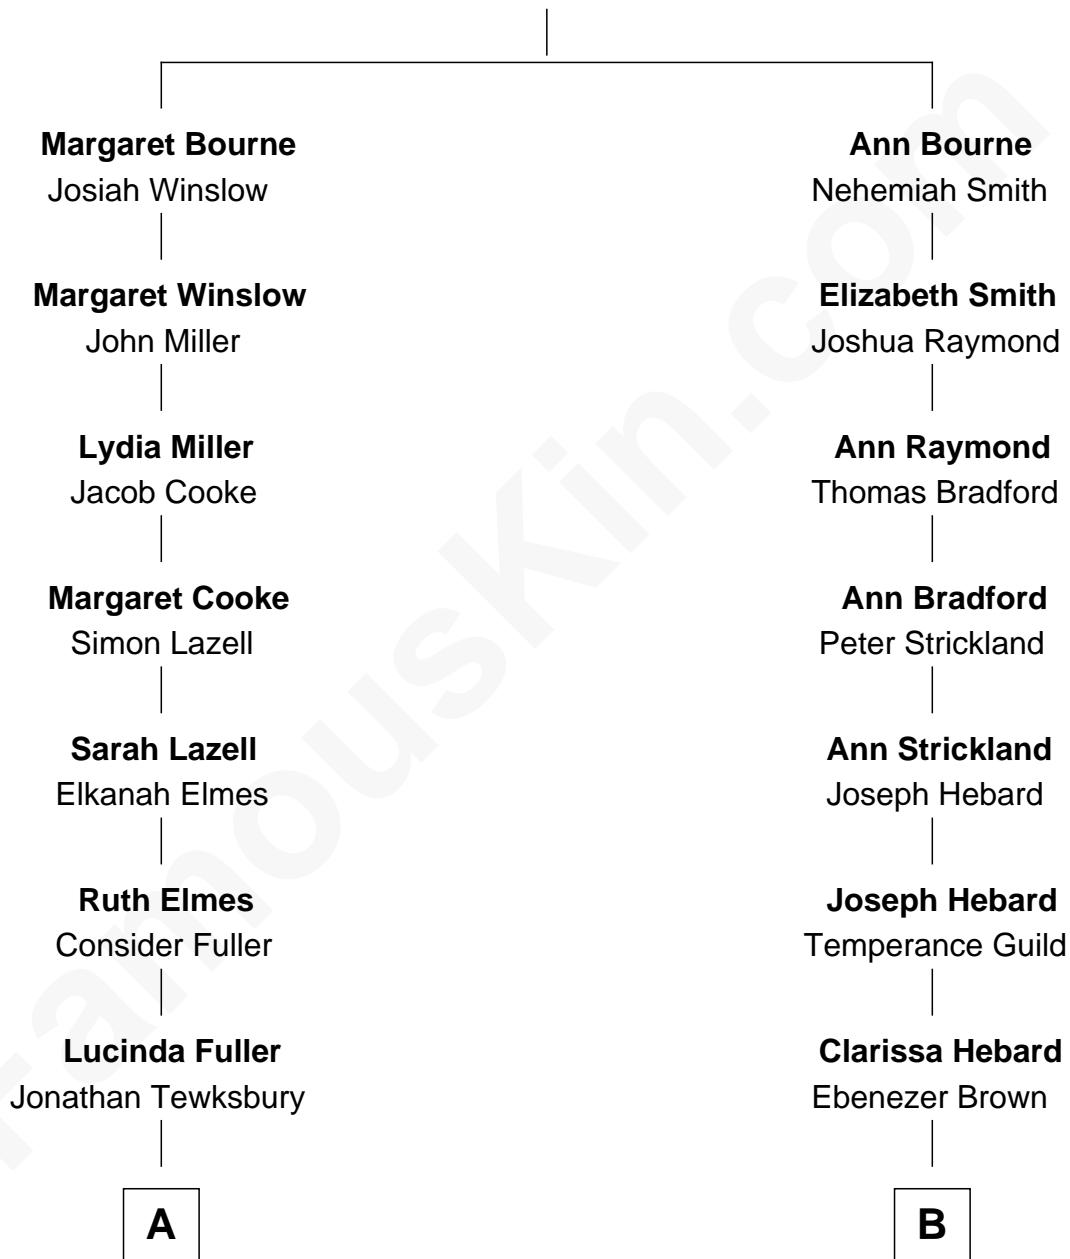 Margaret Bourne
Josiah Winslow
Margaret Winslow
John Miller
Lydia Miller
Jacob Cooke
Margaret Cooke
Simon Lazell
Sarah Lazell
Elkanah Elmes
Ruth Elmes
Consider Fuller
Lucinda Fuller
Jonathan Tewksbury
A
Ann Bourne
Nehemiah Smith
Elizabeth Smith
Joshua Raymond
Ann Raymond
Thomas Bradford
Ann Bradford
Peter Strickland
Ann Strickland
Joseph Hebard
Joseph Hebard
Temperance Guild
Clarissa Hebard
Ebenezer Brown
B
FamousKin.com